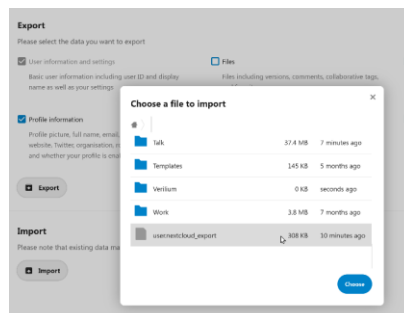 Export
Please select the data you want to export
User information and settings
Files
Basic user information including user ID and display
name as well as your settings
Files including versions, comments, collaborative tags,
Choose a file to import
×
Profile information
Profile picture, full name, email,
website, Twitter, organisation,
and whether your profile is
Talk 37.4 MB 7 minutes ago
Templates 145 KB 5 months ago
Verilium 0 KB seconds ago
Work 3.8 MB 7 months ago
user.nextcloud_export 308 KB 10 minutes ago
Export
Import
Please note that existing data
Import
Choose